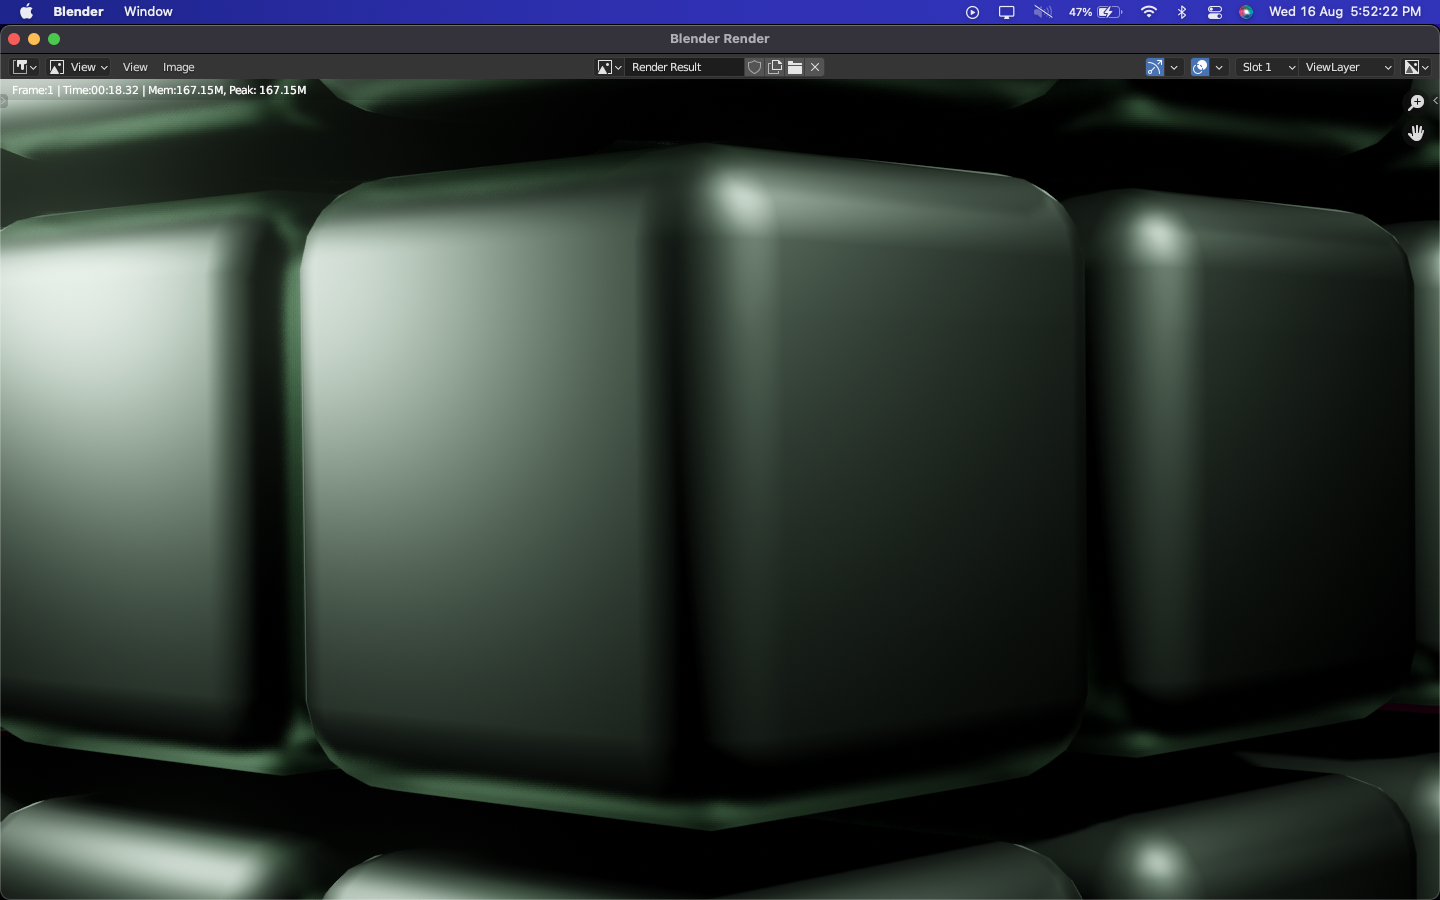 Blender Window 47% Wed 16 Aug 5:52:22 PM
Blender Render
View View Image Render Result Slot 1 ViewLayer
Frame:1 | Time:00:18.32 | Mem:167.15M, Peak: 167.15M